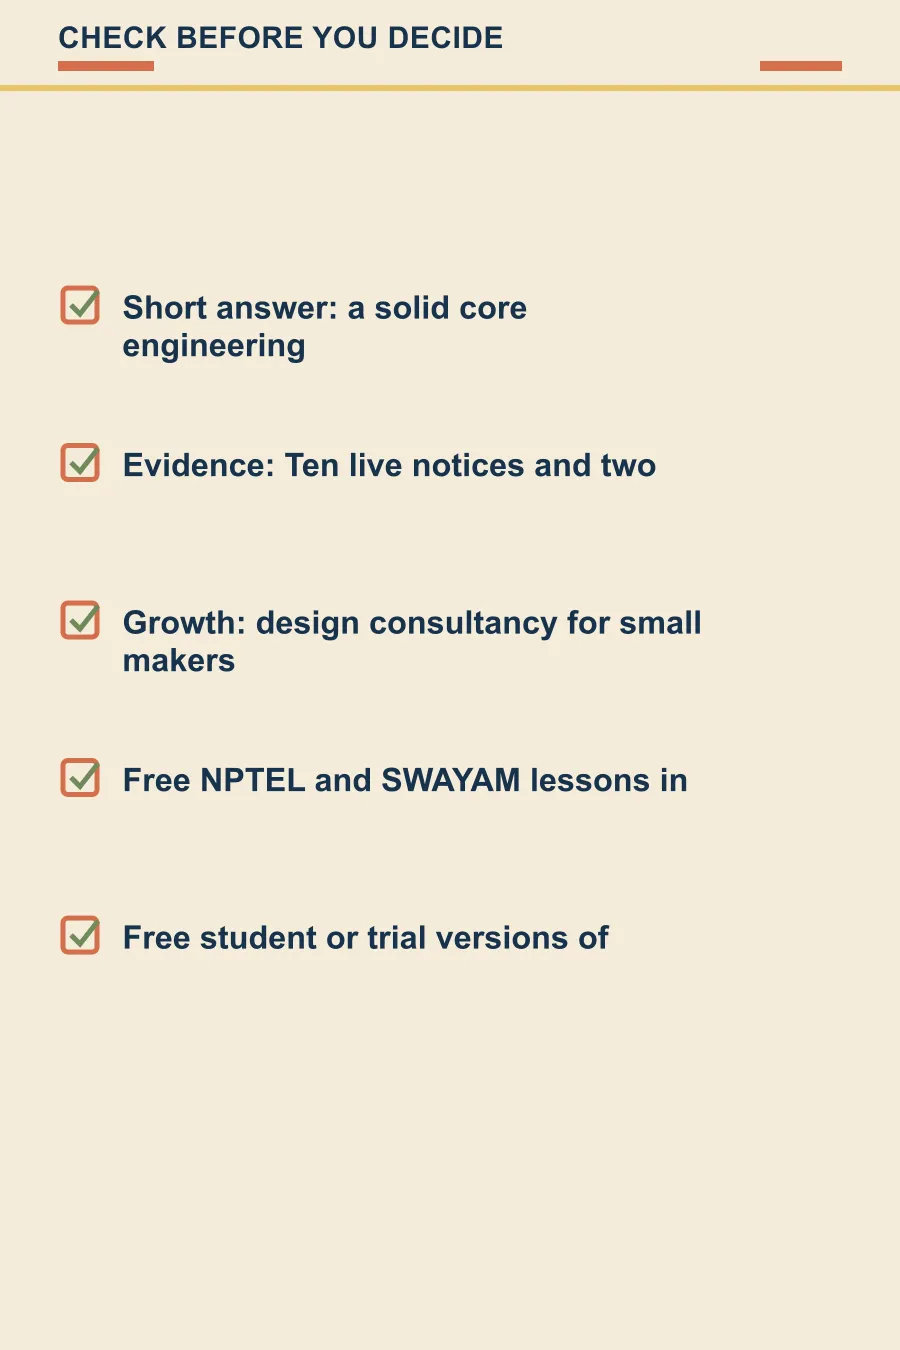 CHECK BEFORE YOU DECIDE
Short answer: a solid core
engineering
Evidence: Ten live notices and two
Growth: design consultancy for small
makers
Free NPTEL and SWAYAM lessons in
Free student or trial versions of